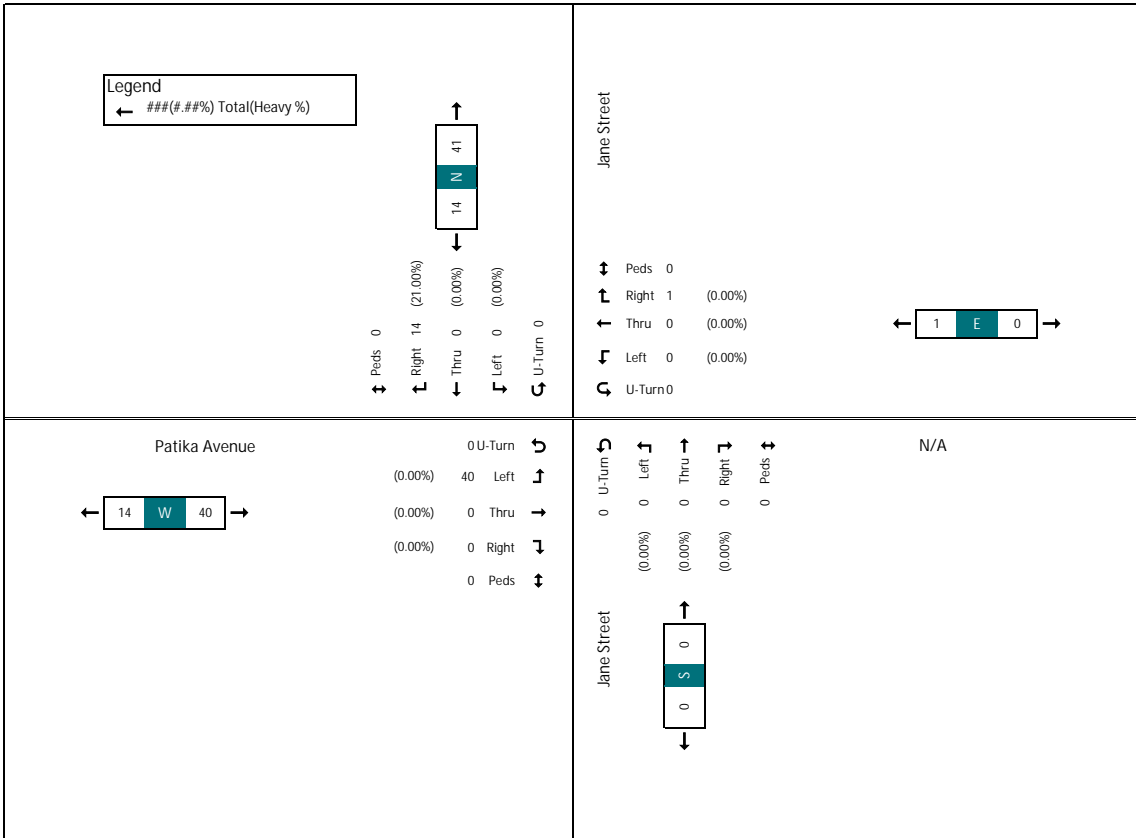 Legend
###(#.##%) Total(Heavy %)
41
N
14
Peds 0
Right 14 (21.00%)
Thru 0 (0.00%)
Left 0 (0.00%)
U-Turn 0
Jane Street
Peds 0
Right 1 (0.00%)
Thru 0 (0.00%)
Left 0 (0.00%)
U-Turn 0
1 E 0
Patika Avenue
0 U-Turn
(0.00%) 40 Left
(0.00%) 0 Thru
(0.00%) 0 Right
0 Peds
14 W 40
N/A
0 U-Turn
(0.00%) 0 Left
(0.00%) 0 Thru
(0.00%) 0 Right
0 Peds
Jane Street
0
S
0